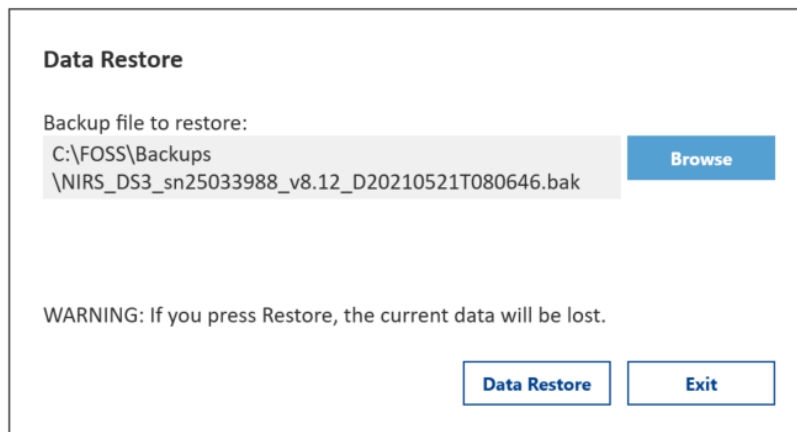 Data Restore
Backup file to restore:
C:\FOSS\Backups
\NIRS_DS3_sn25033988_v8.12_D20210521T080646.bak
Browse
WARNING: If you press Restore, the current data will be lost.
Data Restore
Exit